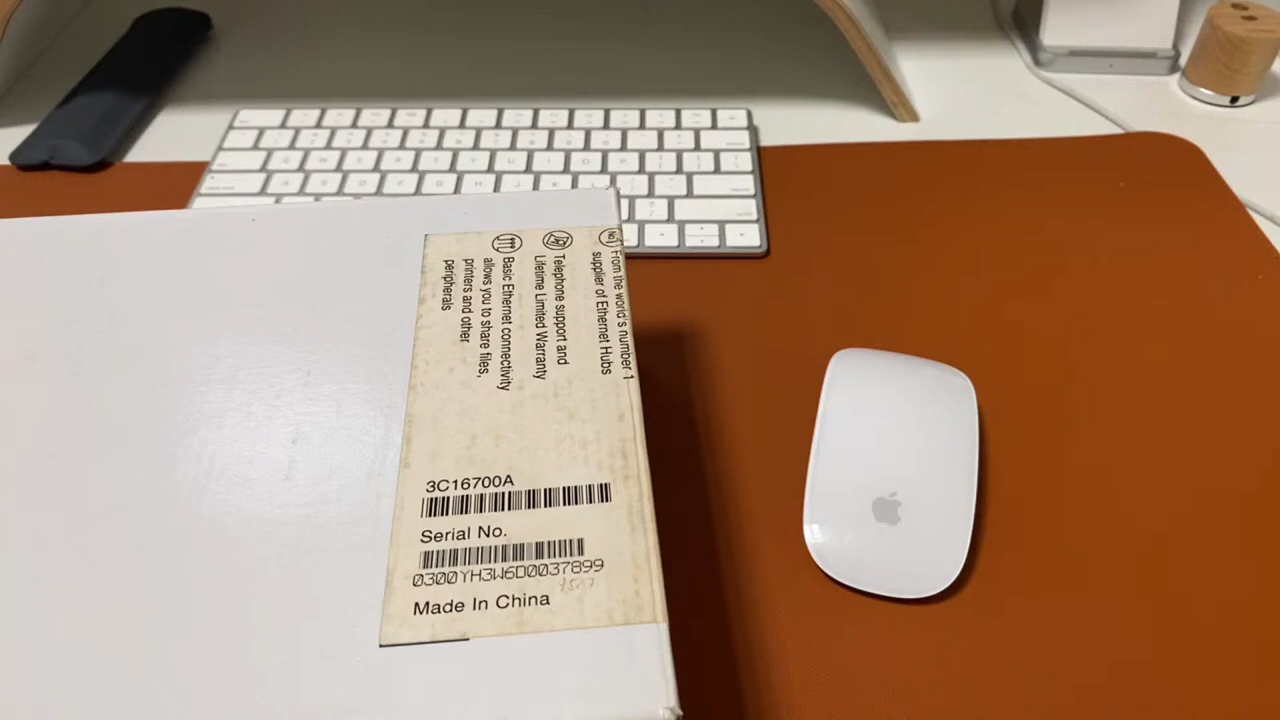 No1
From the world's number 1
supplier of Ethernet Hubs
Telephone support and
Lifetime Limited Warranty
Basic Ethernet connectivity
allows you to share files,
printers and other
peripherals
3C16700A
Serial No.
0300YH3W6D0037899
Made In China